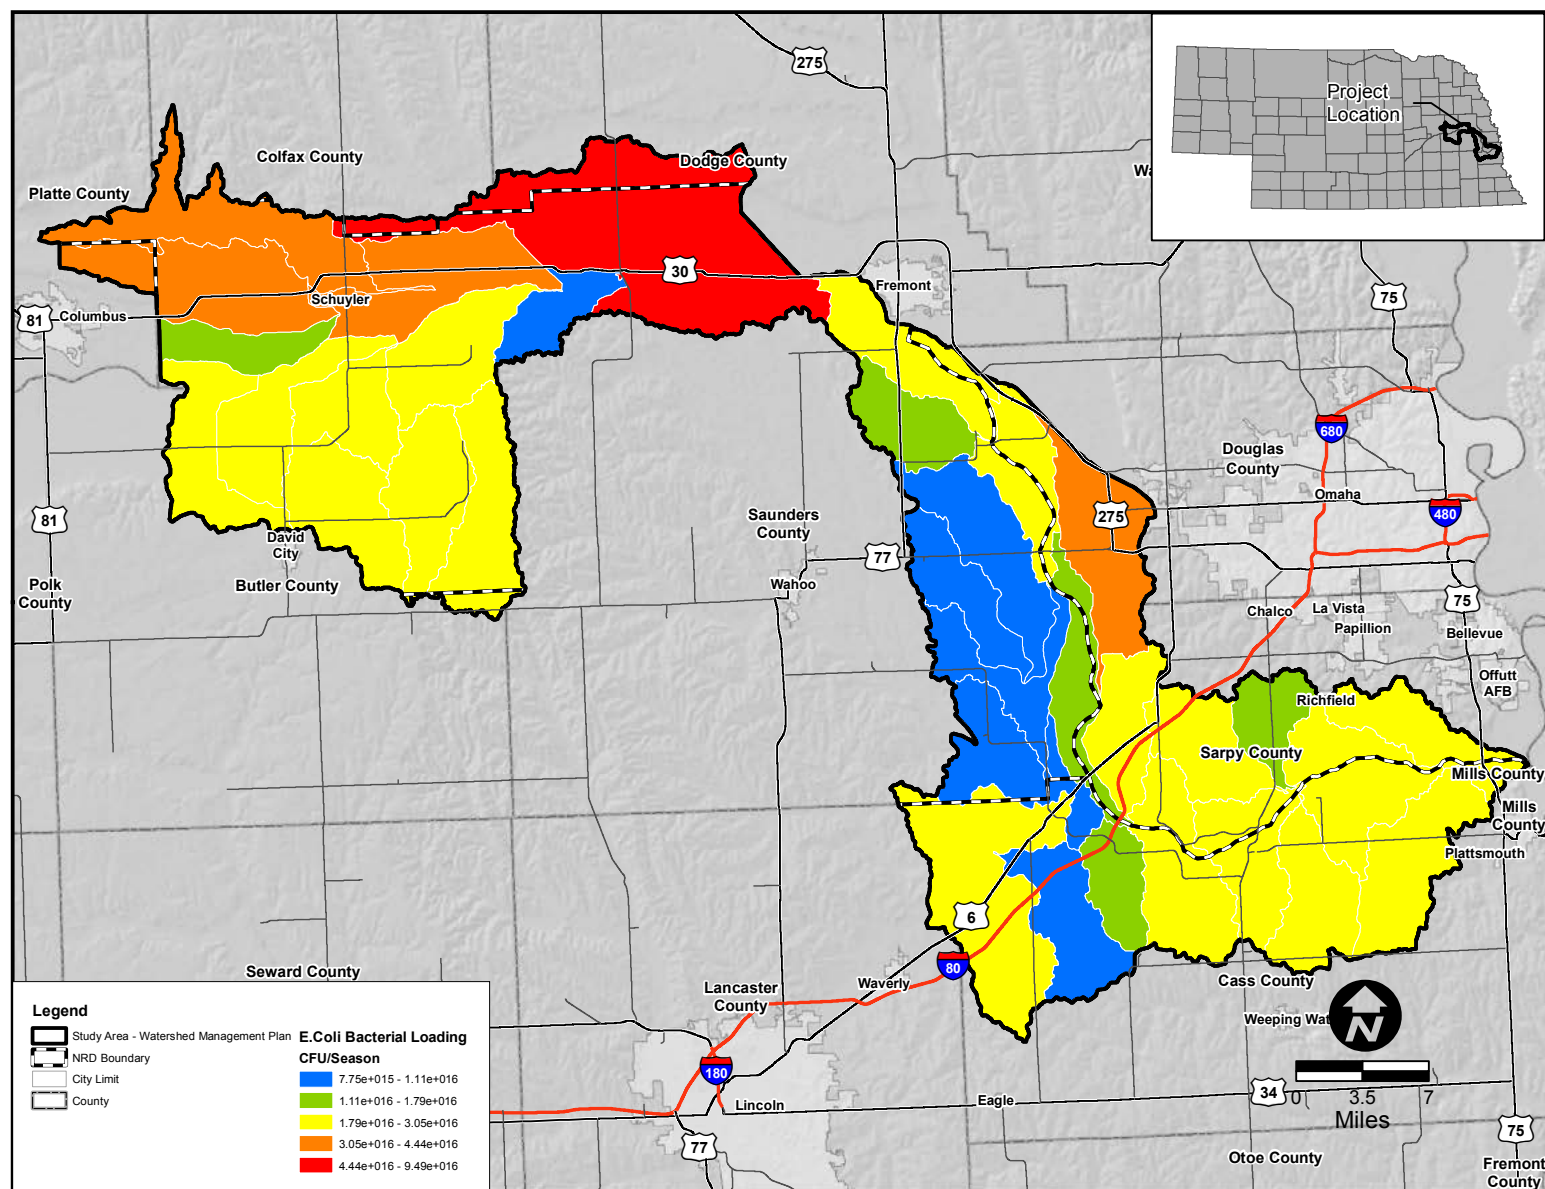 275
Project
Location
Colfax County
Dodge County
Wa
Platte County
30
Fremont
75
81
Columbus
Schuyler
680
Douglas
County
Omaha
480
81
Saunders
County
275
David
City
77
Polk
County
Butler County
Wahoo
75
Chalco
La Vista
Papillion
Bellevue
Offutt
AFB
Richfield
Sarpy County
Mills County
Mills
County
Plattsmouth
6
80
Seward County
Lancaster
County
Waverly
Cass County
Weeping Wat
N
180
Lincoln
Eagle
34
0 3.5 7
Miles
77
75
Otoe County
Fremont
County
Legend
Study Area - Watershed Management Plan
NRD Boundary
City Limit
County
E.Coli Bacterial Loading
CFU/Season
7.75e+015 - 1.11e+016
1.11e+016 - 1.79e+016
1.79e+016 - 3.05e+016
3.05e+016 - 4.44e+016
4.44e+016 - 9.49e+016